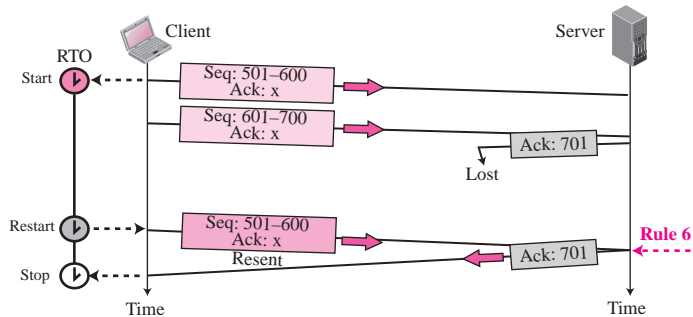 Client
Server
RTO
Start
Seq: 501–600
Ack: x
Seq: 601–700
Ack: x
Ack: 701
Lost
Restart
Seq: 501–600
Ack: x
Resent
Rule 6
Ack: 701
Stop
Time
Time